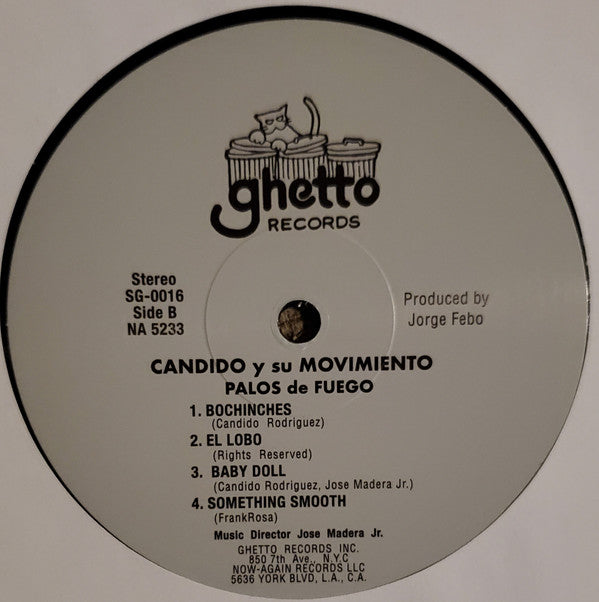 ghetto
RECORDS
Stereo
SG-0016
Side B
NA 5233
Produced by
Jorge Febo
CANDIDO y su MOVIMIENTO
PALOS de FUEGO
1. BOCHINCHES
(Candido Rodriguez)
2. EL LOBO
(Rights Reserved)
3. BABY DOLL
(Candido Rodriguez, Jose Madera Jr.)
4. SOMETHING SMOOTH
(FrankRosa)
Music Director Jose Madera Jr.
GHETTO RECORDS INC.
850 7th Ave., N.Y.C
NOW-AGAIN RECORDS LLC
5636 YORK BLVD, L.A., C.A.